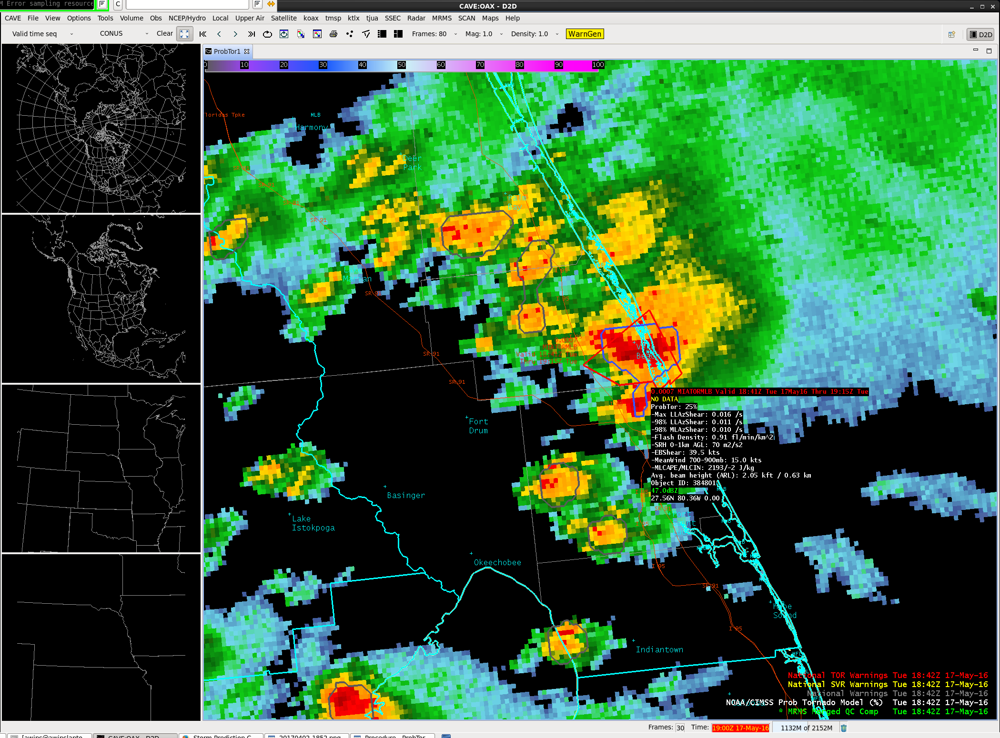 M Error sampling resource
C
CAVE:OAX - D2D
CAVE File View Options Tools Volume Obs NCEP/Hydro Local Upper Air Satellite koax tmsp ktlx tjua SSEC Radar MRMS SCAN Maps Help
Valid time seq CONUS Clear Frames: 80 Mag: 1.0 Density: 1.0 WarnGen D2D
ProbTor1
0 10 20 30 40 50 60 70 80 90 100
Floridas Tpke
MLB
Harmony
Deer
Park
SR 91
SR 91
SR 91
Marian
SR 9
I 95
0.0007
MIATORMLB
Valid 18:41Z Tue
Thru 19:15Z Tue
SR 91
SR 91
I 95
Fort
Drum
0.0007 MIATORMLB Valid 18:41Z Tue 17May16 Thru 19:15Z Tue
NO DATA
ProbTor: 25%
-Max LLAzShear: 0.016 /s
-98% LLAzShear: 0.011 /s
-98% MLAzShear: 0.010 /s
-Flash Density: 0.91 fl/min/km^2
-SRH 0-1km AGL: 70 m2/s2
-EBShear: 39.5 kts
-MeanWind 700-900mb: 15.0 kts
-MLCAPE/MLCIN: 2193/-2 J/kg
Avg. beam height (ARL): 2.05 kft / 0.63 km
Object ID: 384801
47.0dBZ
27.56N 80.36W 0.00
Basinger
Lake
Istokpoga
Okeechobee
I 95
SR 91
Hobe
Sound
I 95
Indiantown
National TOR Warnings Tue 18:42Z 17-May-16
National SVR Warnings Tue 18:42Z 17-May-16
National Warnings Tue 18:42Z 17-May-16
NOAA/CIMSS Prob Tornado Model (%) Tue 18:42Z 17-May-16
* MRMS Merged QC Comp Tue 18:42Z 17-May-16
Frames: 30 Time: 19:00Z 17-May-16 1132M of 2152M
[awips@awipslapto CAVE:OAX - D2D Storm Prediction C 20170402-1852.png Procedure - ProbTor